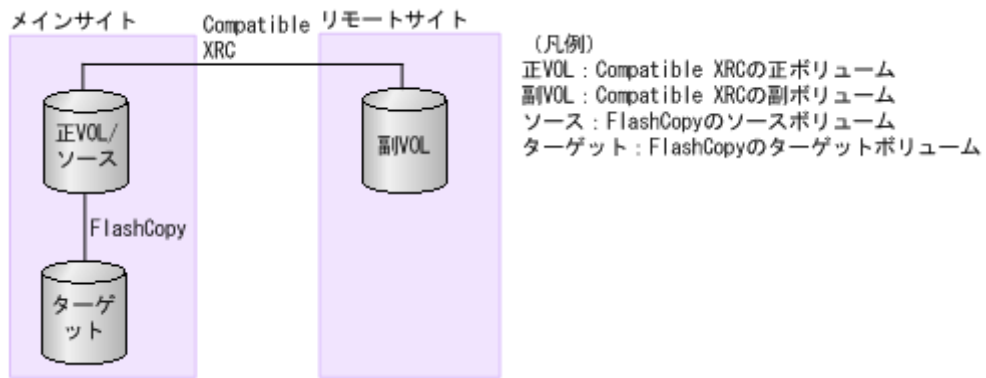 メインサイト
Compatible
XRC
リモートサイト
正VOL/
ソース
副VOL
FlashCopy
ターゲ
ット
(凡例)
正VOL:Compatible XRCの正ボリューム
副VOL:Compatible XRCの副ボリューム
ソース:FlashCopyのソースボリューム
ターゲット:FlashCopyのターゲットボリューム